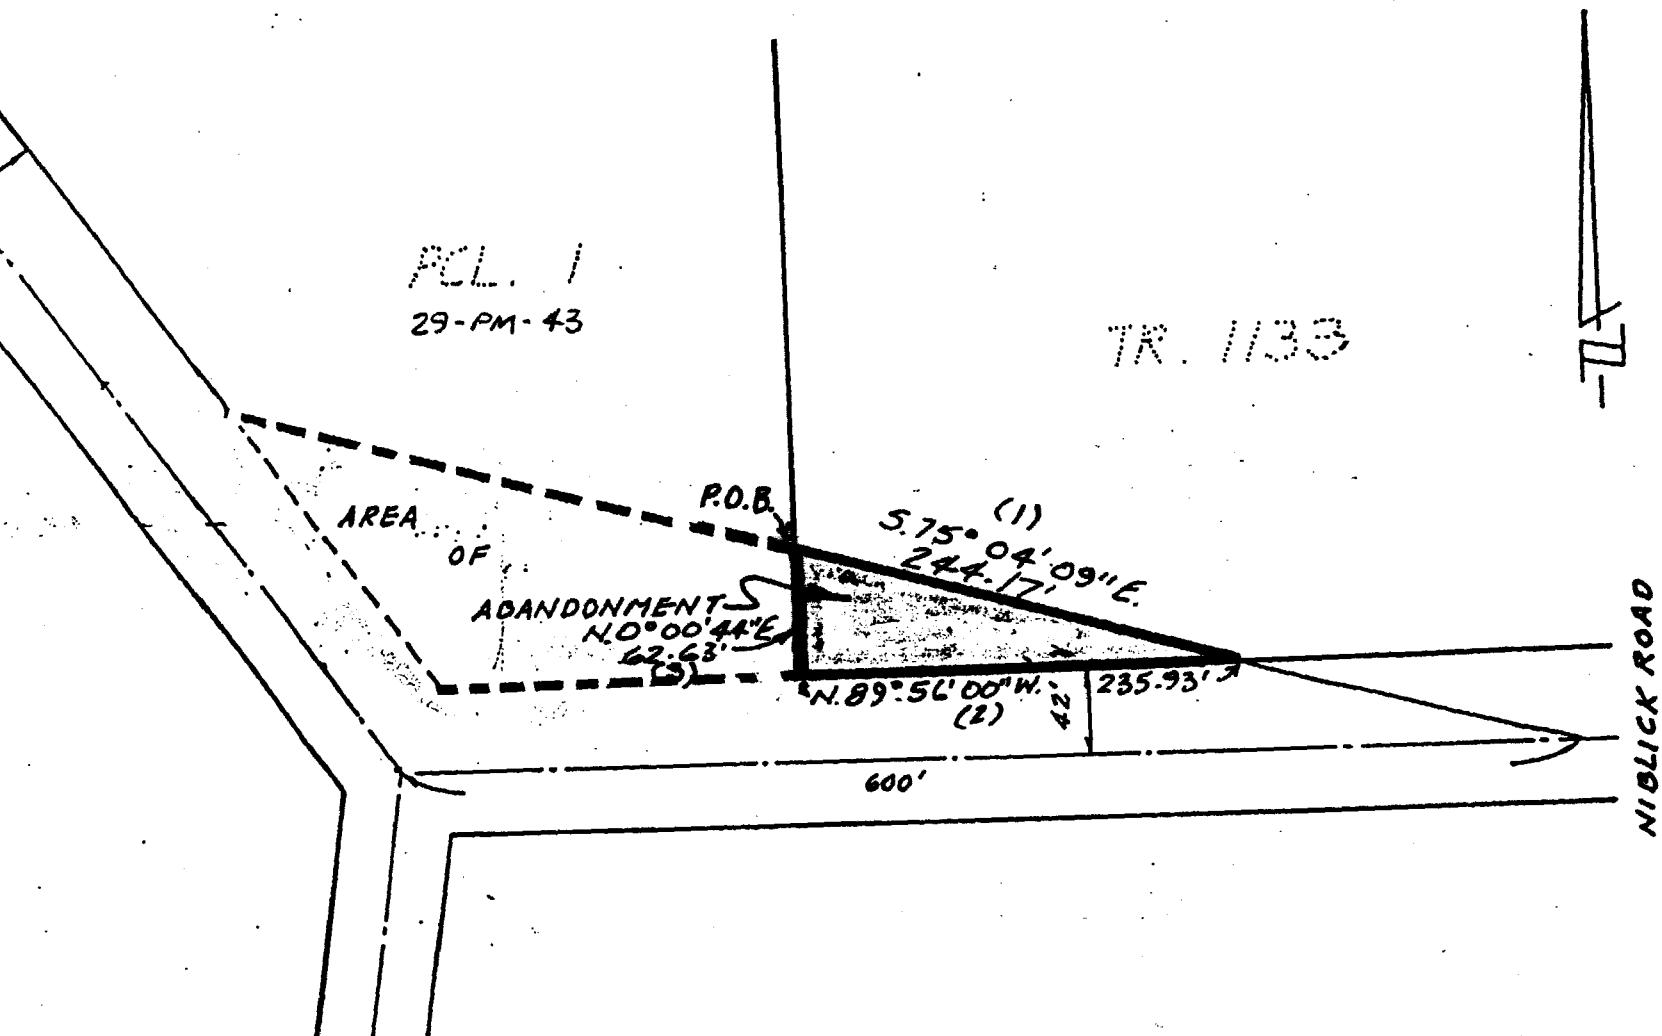 PCL. 1
29-PM-43
TR. 1133
P.O.B.
(1)
S. 75° 04' 09" E.
244.17'
AREA
OF
ABANDONMENT
N. 0° 00' 44" E
62.63'
(3)
N. 89° 56' 00" W.
235.93'
(2)
42'
600'
NIBLICK ROAD